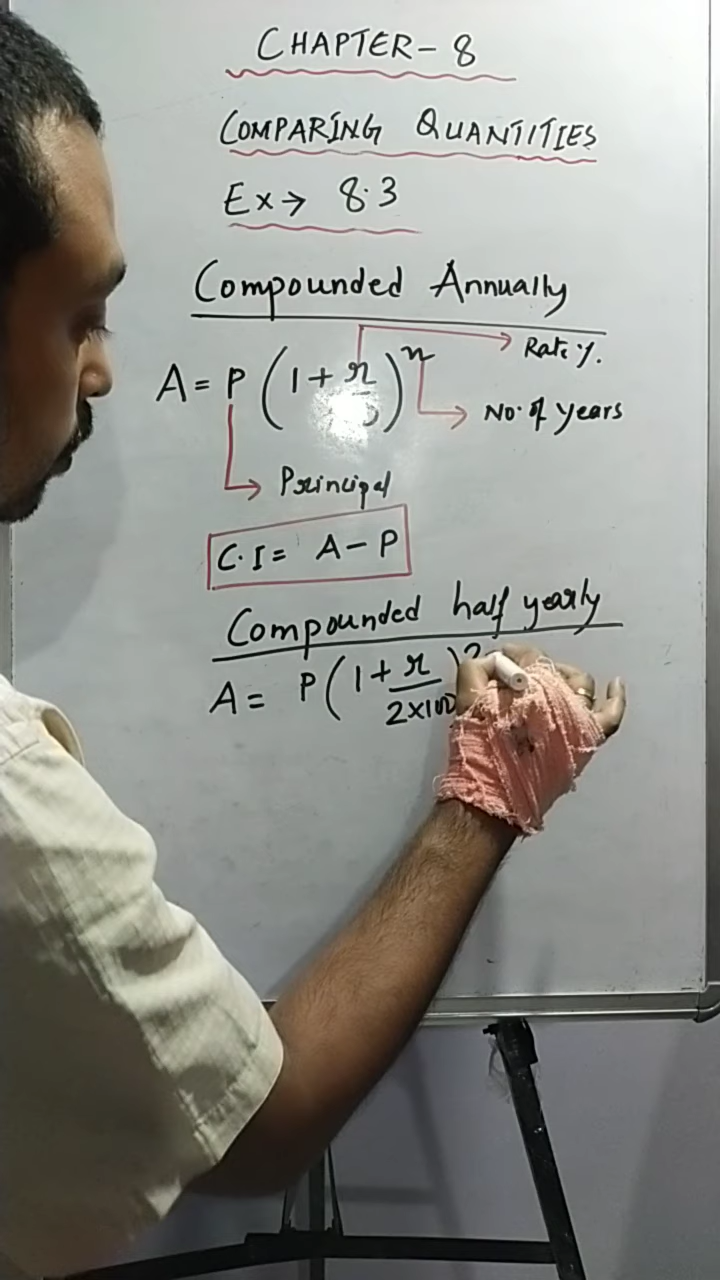 CHAPTER-8
COMPARING QUANTITIES
Ex→ 8.3
Compounded Annually
Rate %.
A = P (1 + r/)^n
No. of years
Principal
C.I = A - P
Compounded half yearly
A = P (1 + r/2×100)^2